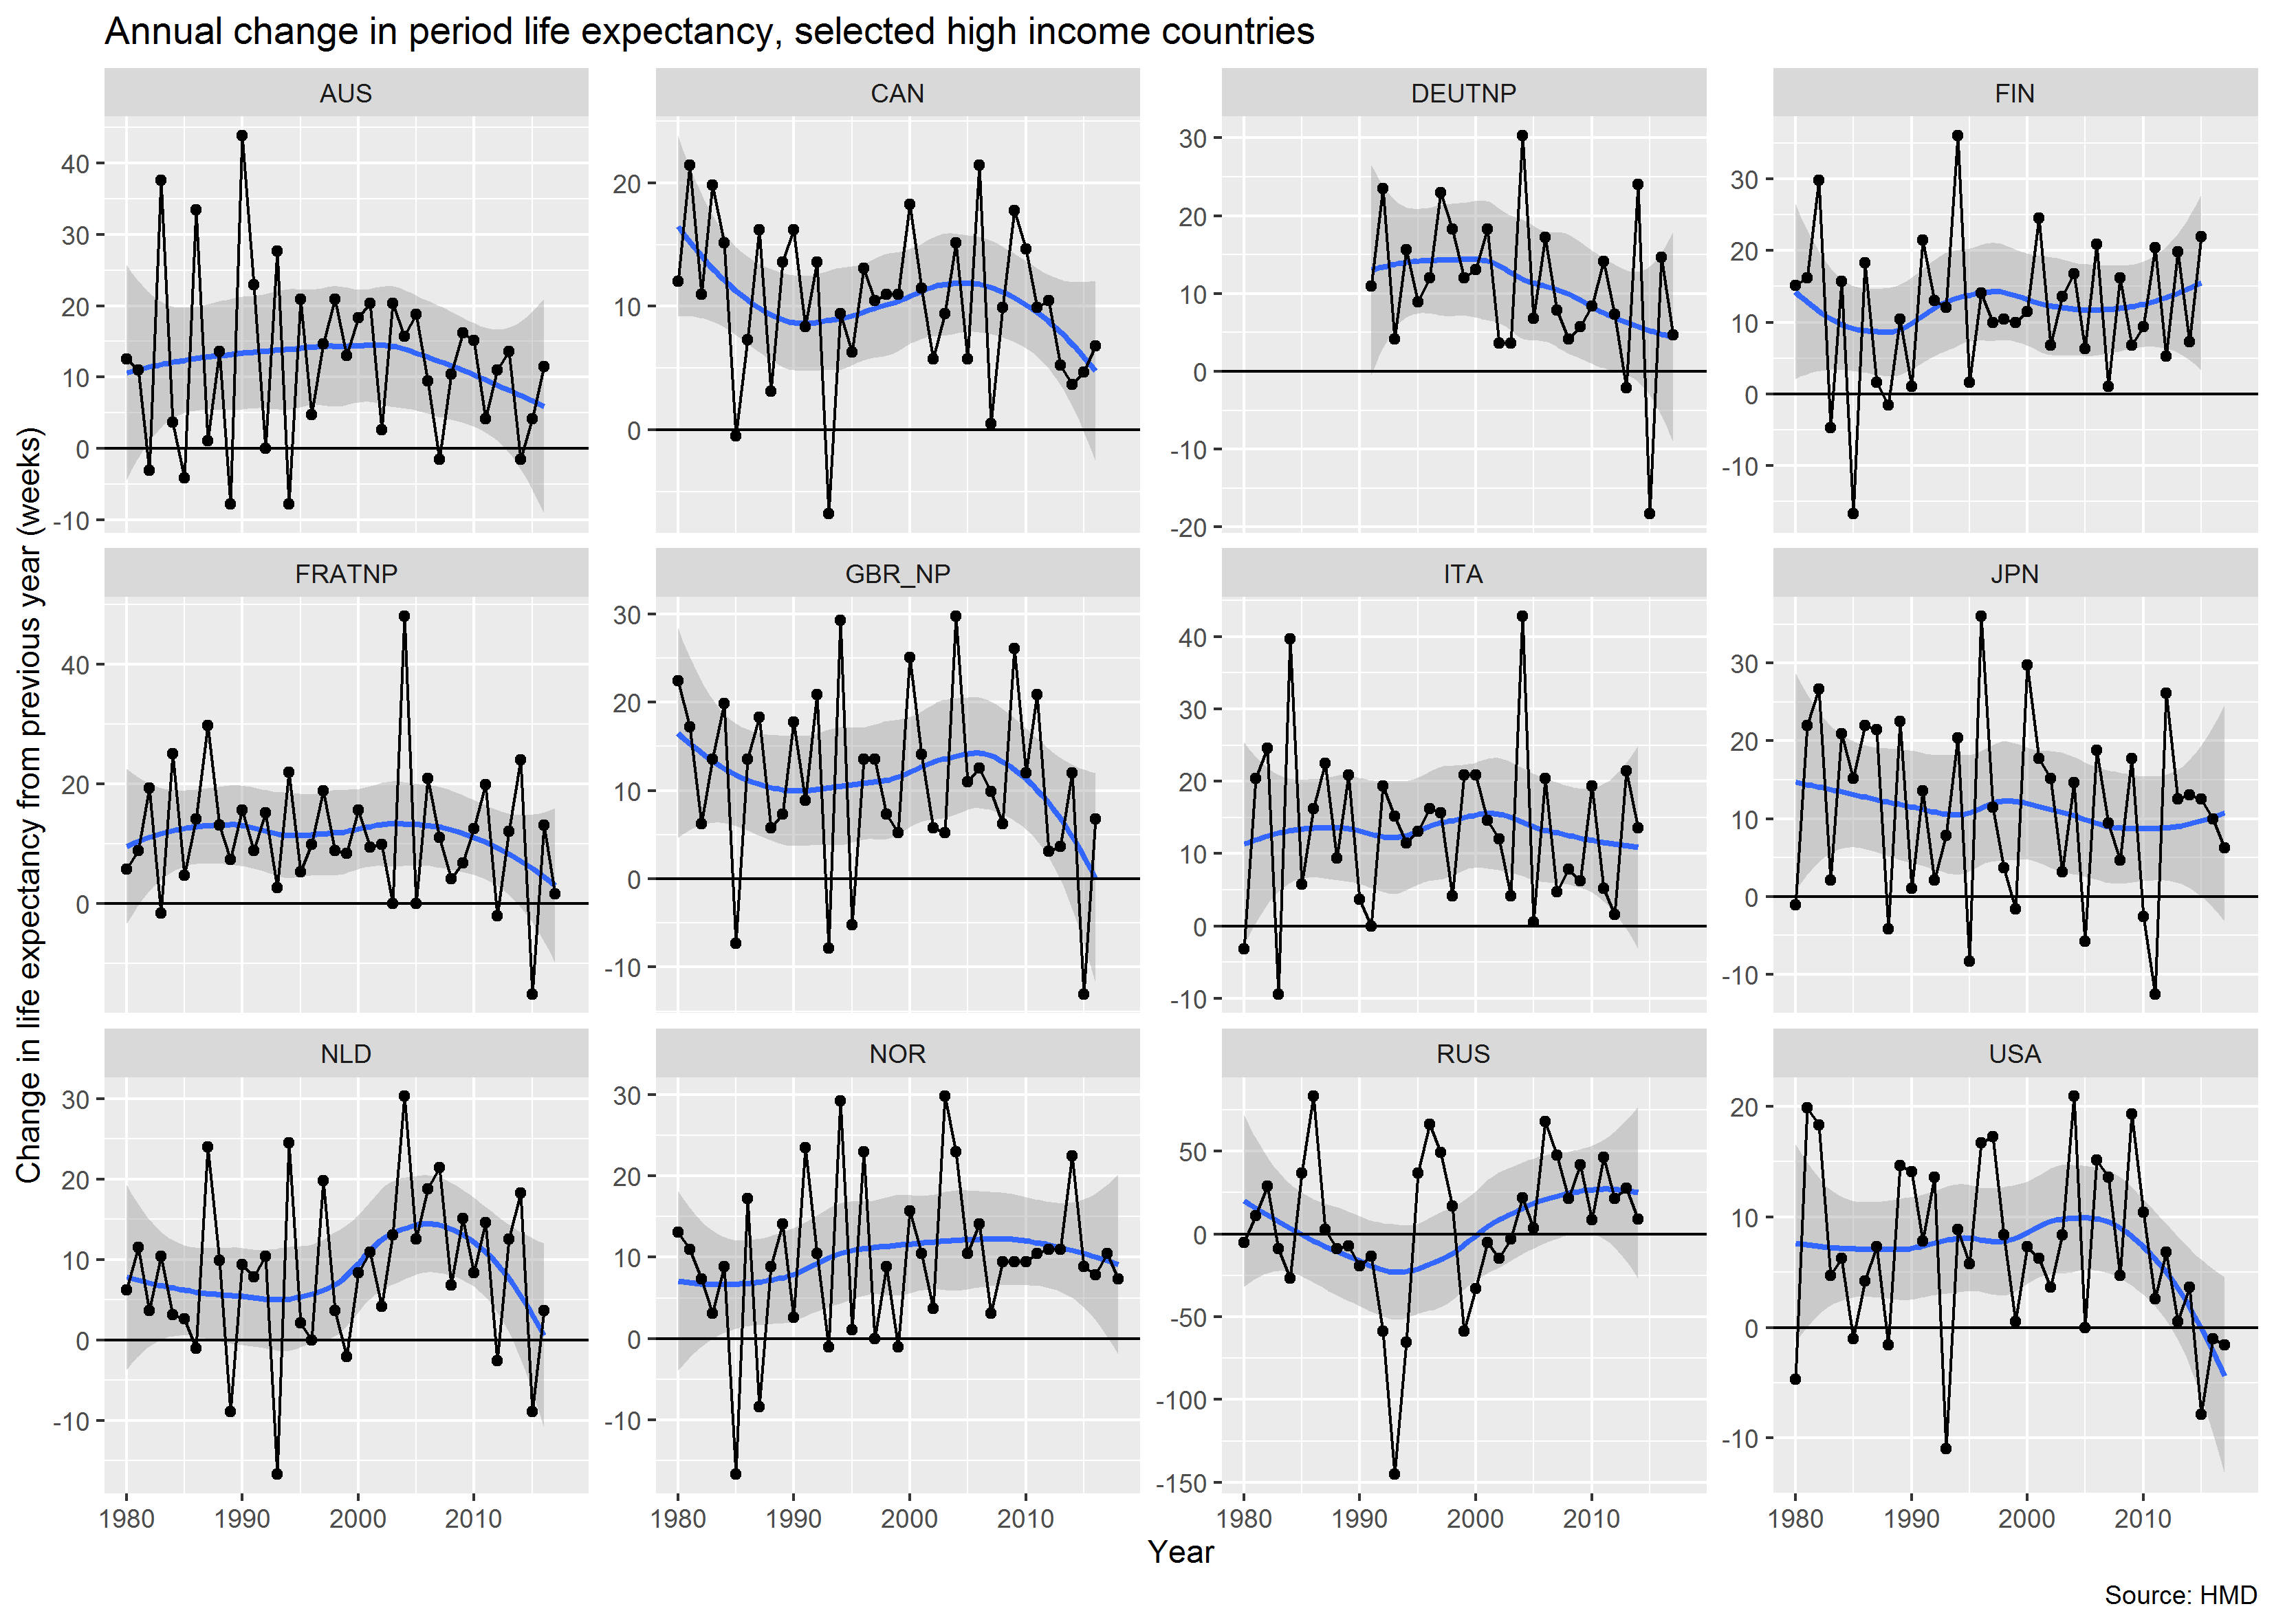 Annual change in period life expectancy, selected high income countries
Change in life expectancy from previous year (weeks)
AUS
40
30
20
10
0
-10
CAN
20
10
0
DEUTNP
30
20
10
0
-10
-20
FIN
30
20
10
0
-10
FRATNP
40
20
0
GBR_NP
30
20
10
0
-10
ITA
40
30
20
10
0
-10
JPN
30
20
10
0
-10
NLD
30
20
10
0
-10
1980 1990 2000 2010
NOR
30
20
10
0
-10
1980 1990 2000 2010
RUS
50
0
-50
-100
-150
1980 1990 2000 2010
USA
20
10
0
-10
1980 1990 2000 2010
Year
Source: HMD